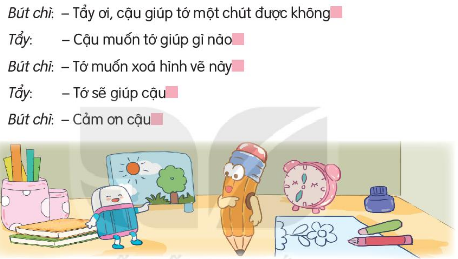 Bút chì: – Tẩy ơi, cậu giúp tớ một chút được không
Tẩy: – Cậu muốn tớ giúp gì nào
Bút chì: – Tớ muốn xoá hình vẽ này
Tẩy: – Tớ sẽ giúp cậu
Bút chì: – Cảm ơn cậu